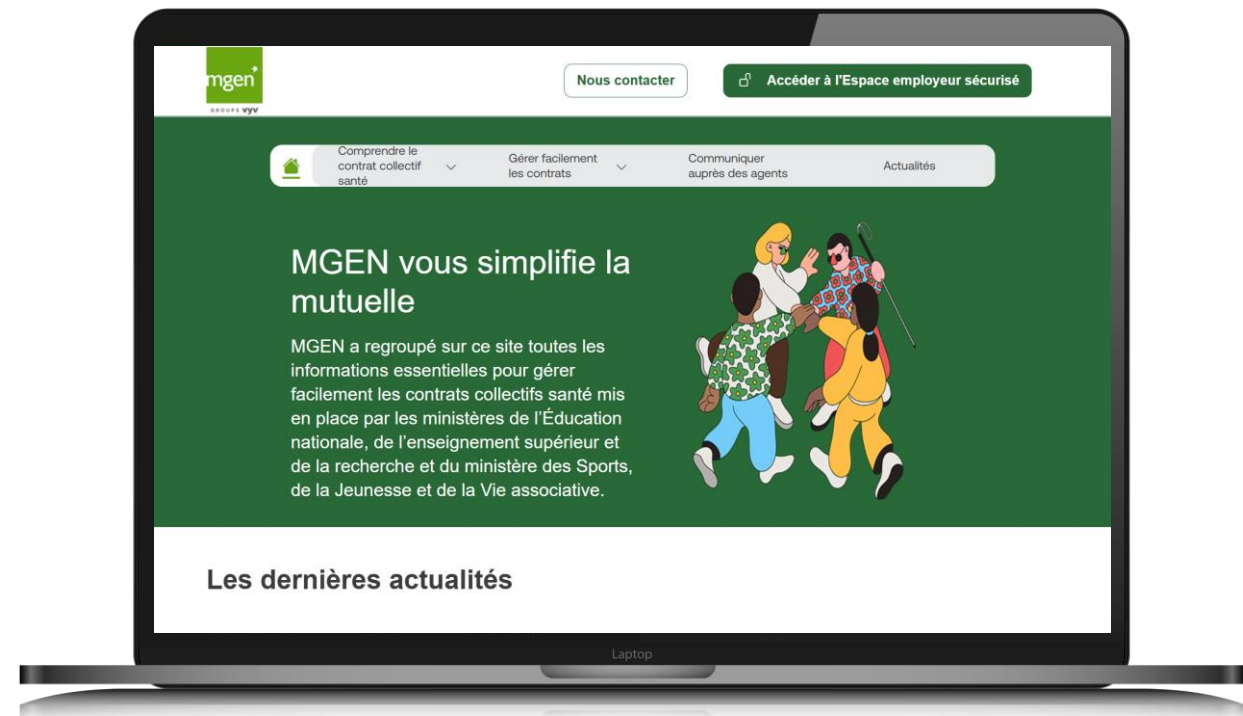 mgen*
GROUPE vyv
Nous contacter
Accéder à l'Espace employeur sécurisé
Comprendre le
contrat collectif
santé
Gérer facilement
les contrats
Communiquer
auprès des agents
Actualités
MGEN vous simplifie la
mutuelle
MGEN a regroupé sur ce site toutes les
informations essentielles pour gérer
facilement les contrats collectifs santé mis
en place par les ministères de l'Éducation
nationale, de l'enseignement supérieur et
de la recherche et du ministère des Sports,
de la Jeunesse et de la Vie associative.
Les dernières actualités
Laptop